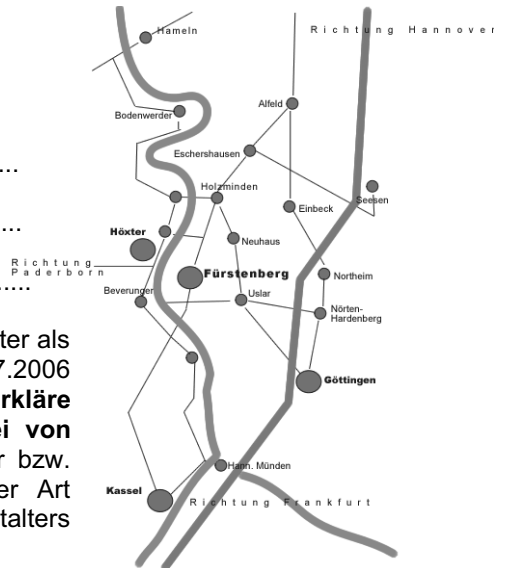 Hameln
Richtung Hannover
Alfeld
Bodenwerder
Eschershausen
...
Holzminden
Seesen
Einbeck
...
Höxter
Neuhaus
Richtung
Paderborn
Fürstenberg
Northeim
.....
Beverungen
Uslar
Nörten-
Hardenberg
ter als
7.2006
rkläre
Göttingen
ei von
r bzw.
Hann. Münden
er Art
Kassel
Richtung Frankfurt
talters